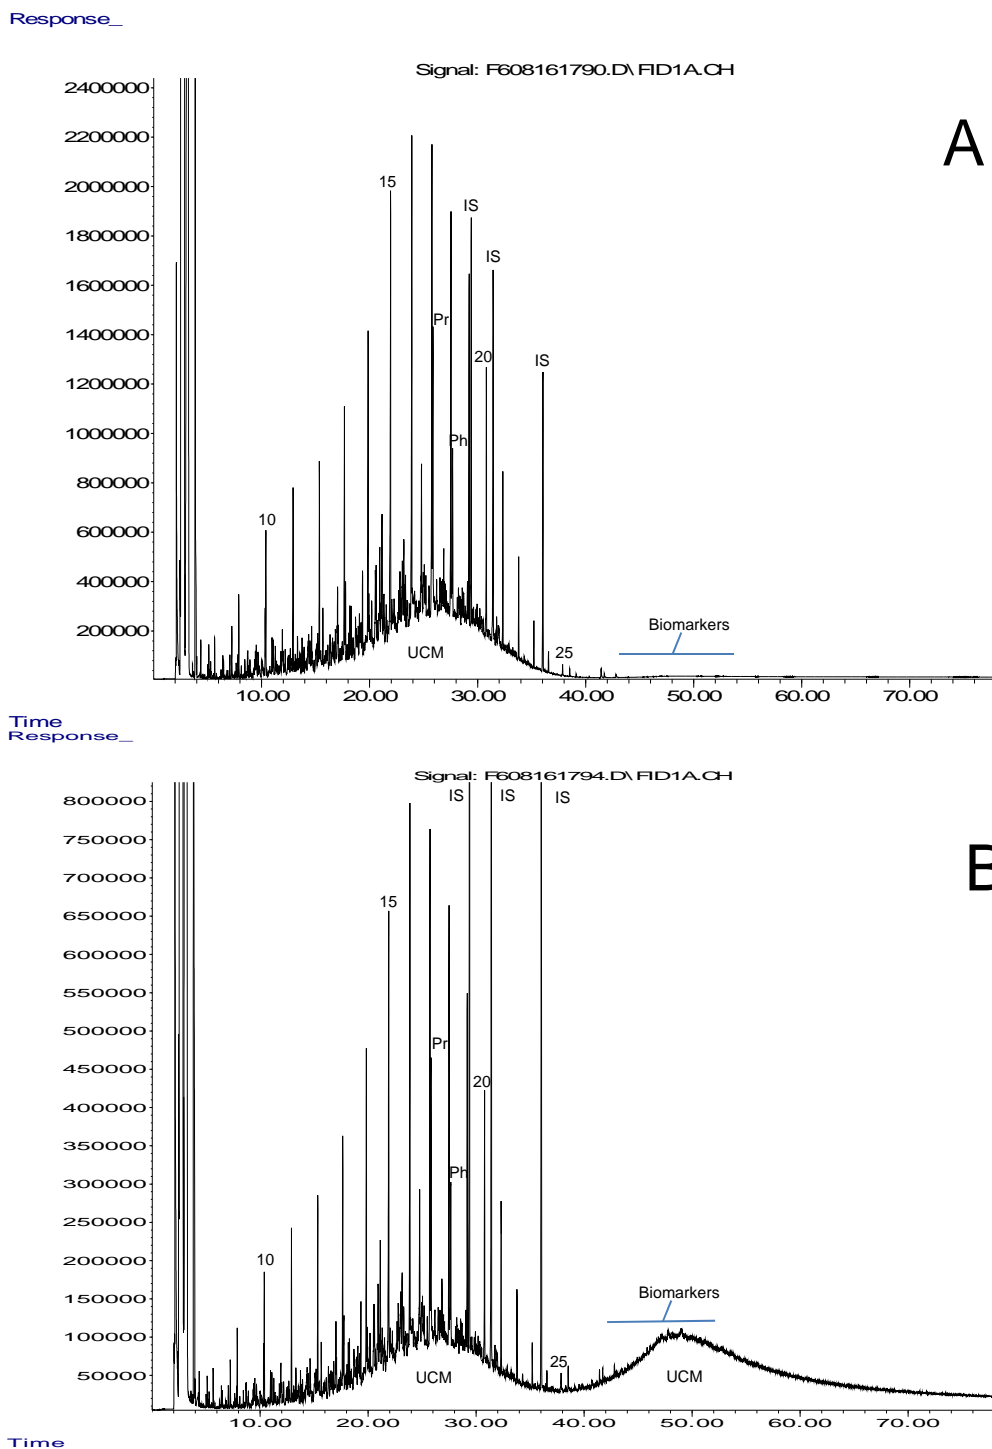 Response_
Signal: F608161790.D\FID1A.CH
A
2400000
2200000
2000000
1800000
1600000
1400000
1200000
1000000
800000
600000
400000
200000
15
IS
IS
Pr
20
IS
Ph
10
Biomarkers
UCM
25
10.00 20.00 30.00 40.00 50.00 60.00 70.00
Time
Response_
Signal: F608161794.D\FID1A.CH
B
800000
750000
700000
650000
600000
550000
500000
450000
400000
350000
300000
250000
200000
150000
100000
50000
IS IS IS
15
Pr
20
Ph
10
Biomarkers
25
UCM UCM
10.00 20.00 30.00 40.00 50.00 60.00 70.00
Time